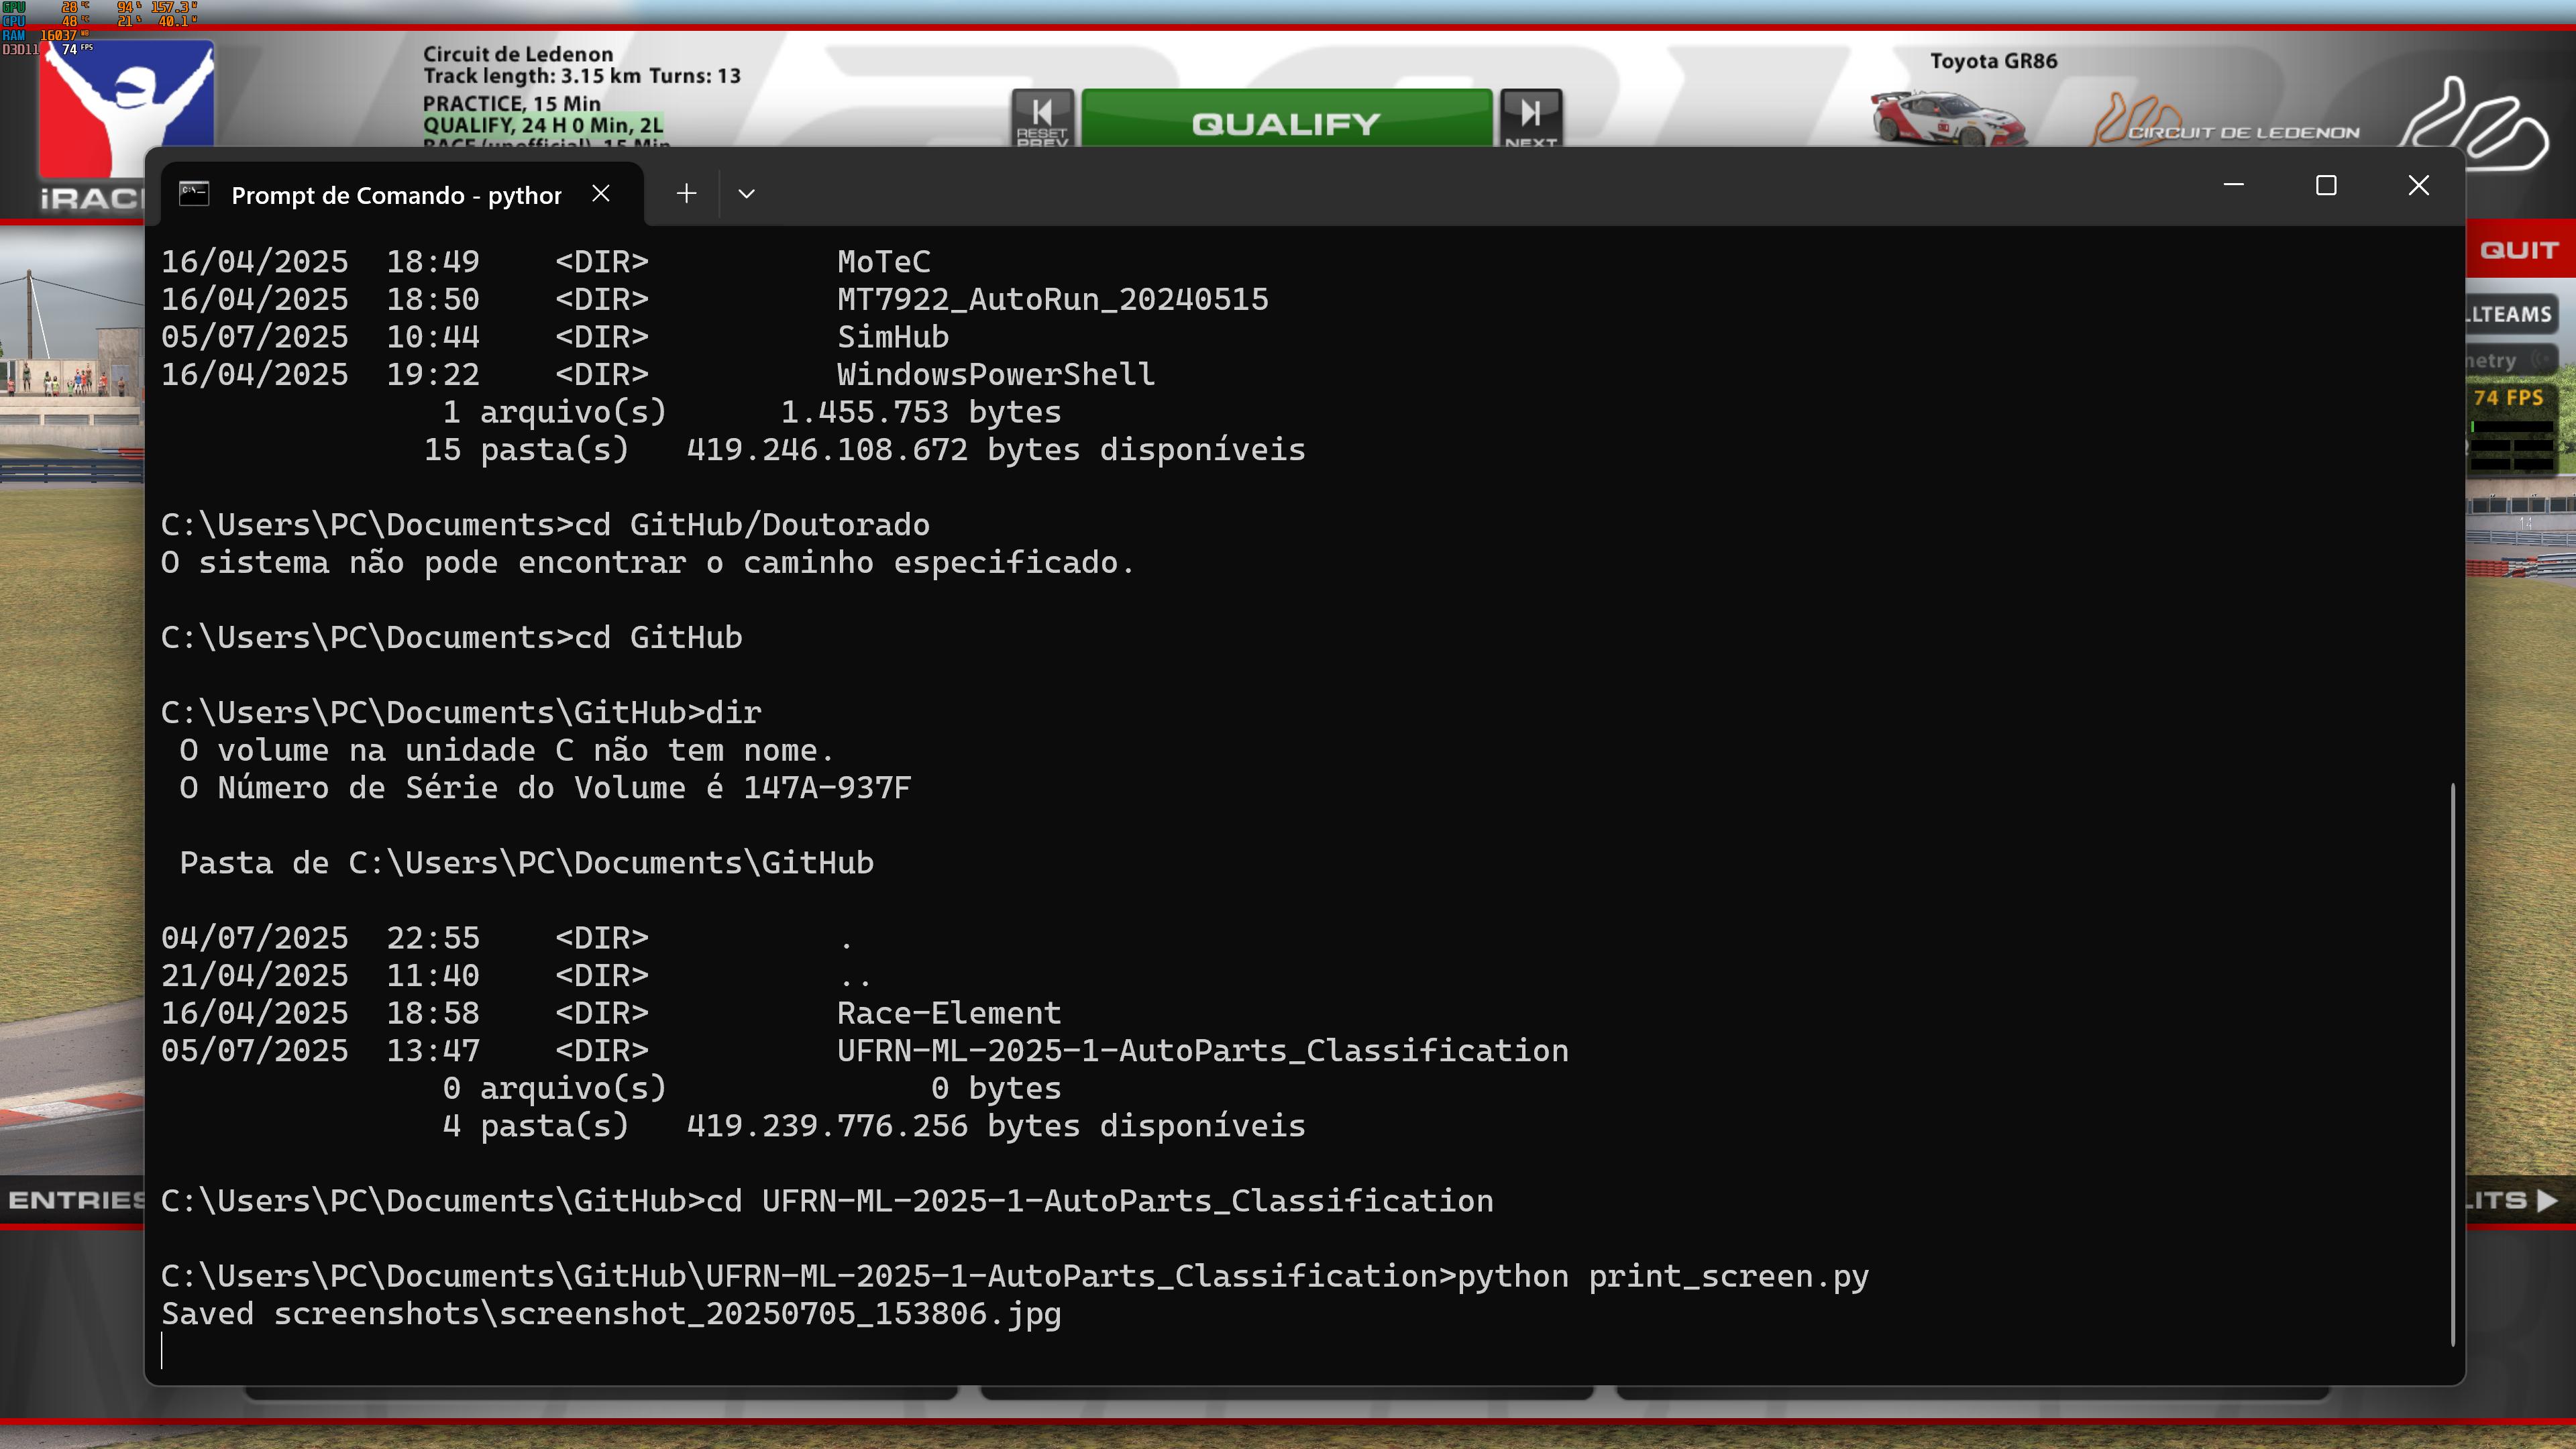 GPU 28 °C 94 % 157.3 W
CPU 48 °C 21 % 40.1 W
RAM 16037 MB
D3D11 74 FPS
Circuit de Ledenon
Track length: 3.15 km Turns: 13
PRACTICE, 15 Min
QUALIFY, 24 H 0 Min, 2L
RACE (unofficial), 15 Min
RESET
PREV
QUALIFY
NEXT
Toyota GR86
CIRCUIT DE LEDENON
iRAC
Prompt de Comando - python
QUIT
LLTEAMS
netry
74 FPS
16/04/2025  18:49    <DIR>          MoTeC
16/04/2025  18:50    <DIR>          MT7922_AutoRun_20240515
05/07/2025  10:44    <DIR>          SimHub
16/04/2025  19:22    <DIR>          WindowsPowerShell
1 arquivo(s)      1.455.753 bytes
15 pasta(s)   419.246.108.672 bytes disponíveis
C:\Users\PC\Documents>cd GitHub/Doutorado
O sistema não pode encontrar o caminho especificado.
C:\Users\PC\Documents>cd GitHub
C:\Users\PC\Documents\GitHub>dir
O volume na unidade C não tem nome.
O Número de Série do Volume é 147A-937F
Pasta de C:\Users\PC\Documents\GitHub
04/07/2025  22:55    <DIR>          .
21/04/2025  11:40    <DIR>          ..
16/04/2025  18:58    <DIR>          Race-Element
05/07/2025  13:47    <DIR>          UFRN-ML-2025-1-AutoParts_Classification
0 arquivo(s)              0 bytes
4 pasta(s)   419.239.776.256 bytes disponíveis
C:\Users\PC\Documents\GitHub>cd UFRN-ML-2025-1-AutoParts_Classification
C:\Users\PC\Documents\GitHub\UFRN-ML-2025-1-AutoParts_Classification>python print_screen.py
Saved screenshots\screenshot_20250705_153806.jpg
ENTRIES
LITS